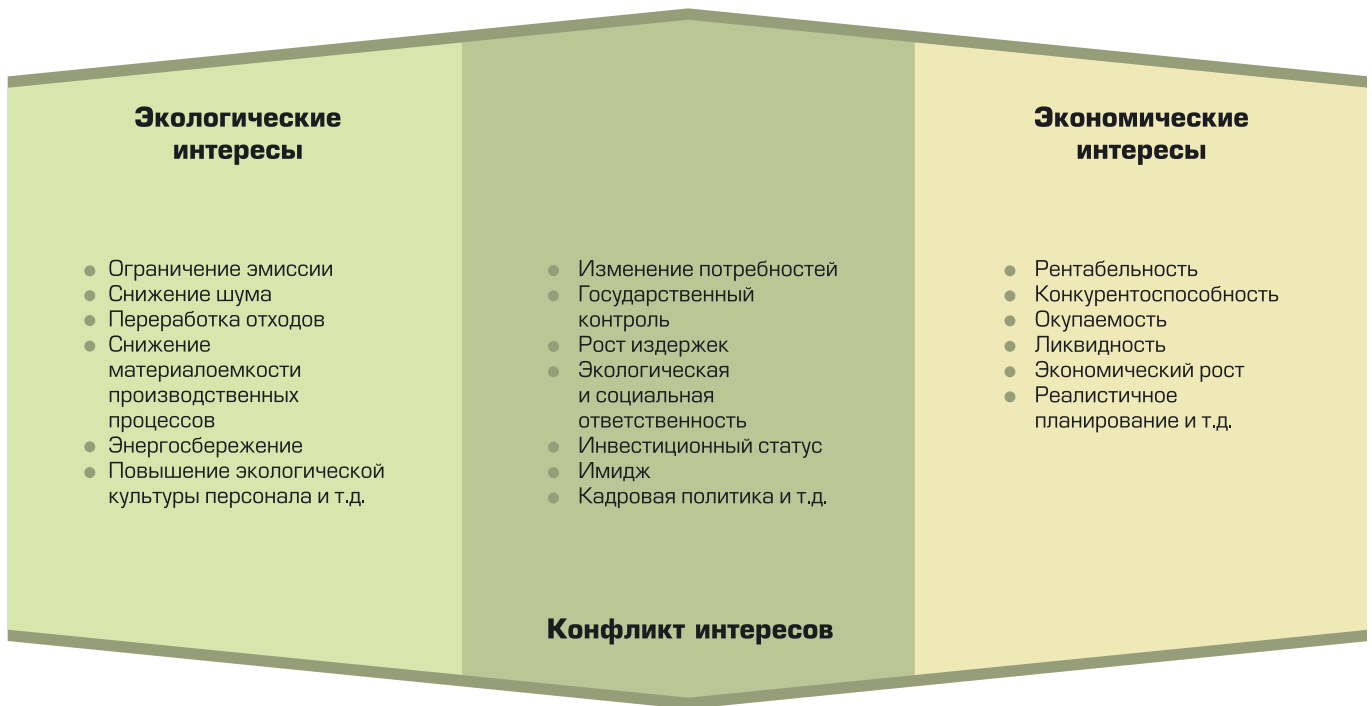 Экологические
интересы
Ограничение эмиссии
Снижение шума
Переработка отходов
Снижение
материалоемкости
производственных
процессов
Энергосбережение
Повышение экологической
культуры персонала и т.д.
Изменение потребностей
Государственный
контроль
Рост издержек
Экологическая
и социальная
ответственность
Инвестиционный статус
Имидж
Кадровая политика и т.д.
Конфликт интересов
Экономические
интересы
Рентабельность
Конкурентоспособность
Окупаемость
Ликвидность
Экономический рост
Реалистичное
планирование и т.д.